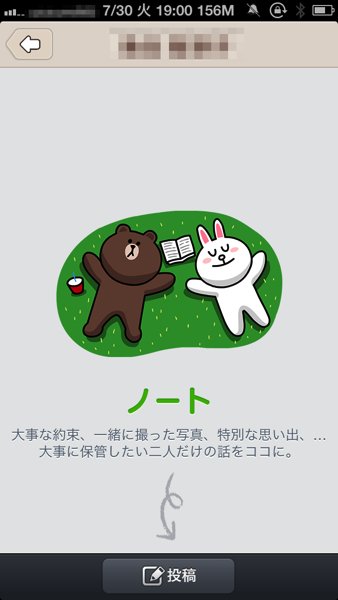 7/30 火 19:00 156M
ノート
大事な約束、一緒に撮った写真、特別な思い出、...
大事に保管したい二人だけの話をココに。
投稿